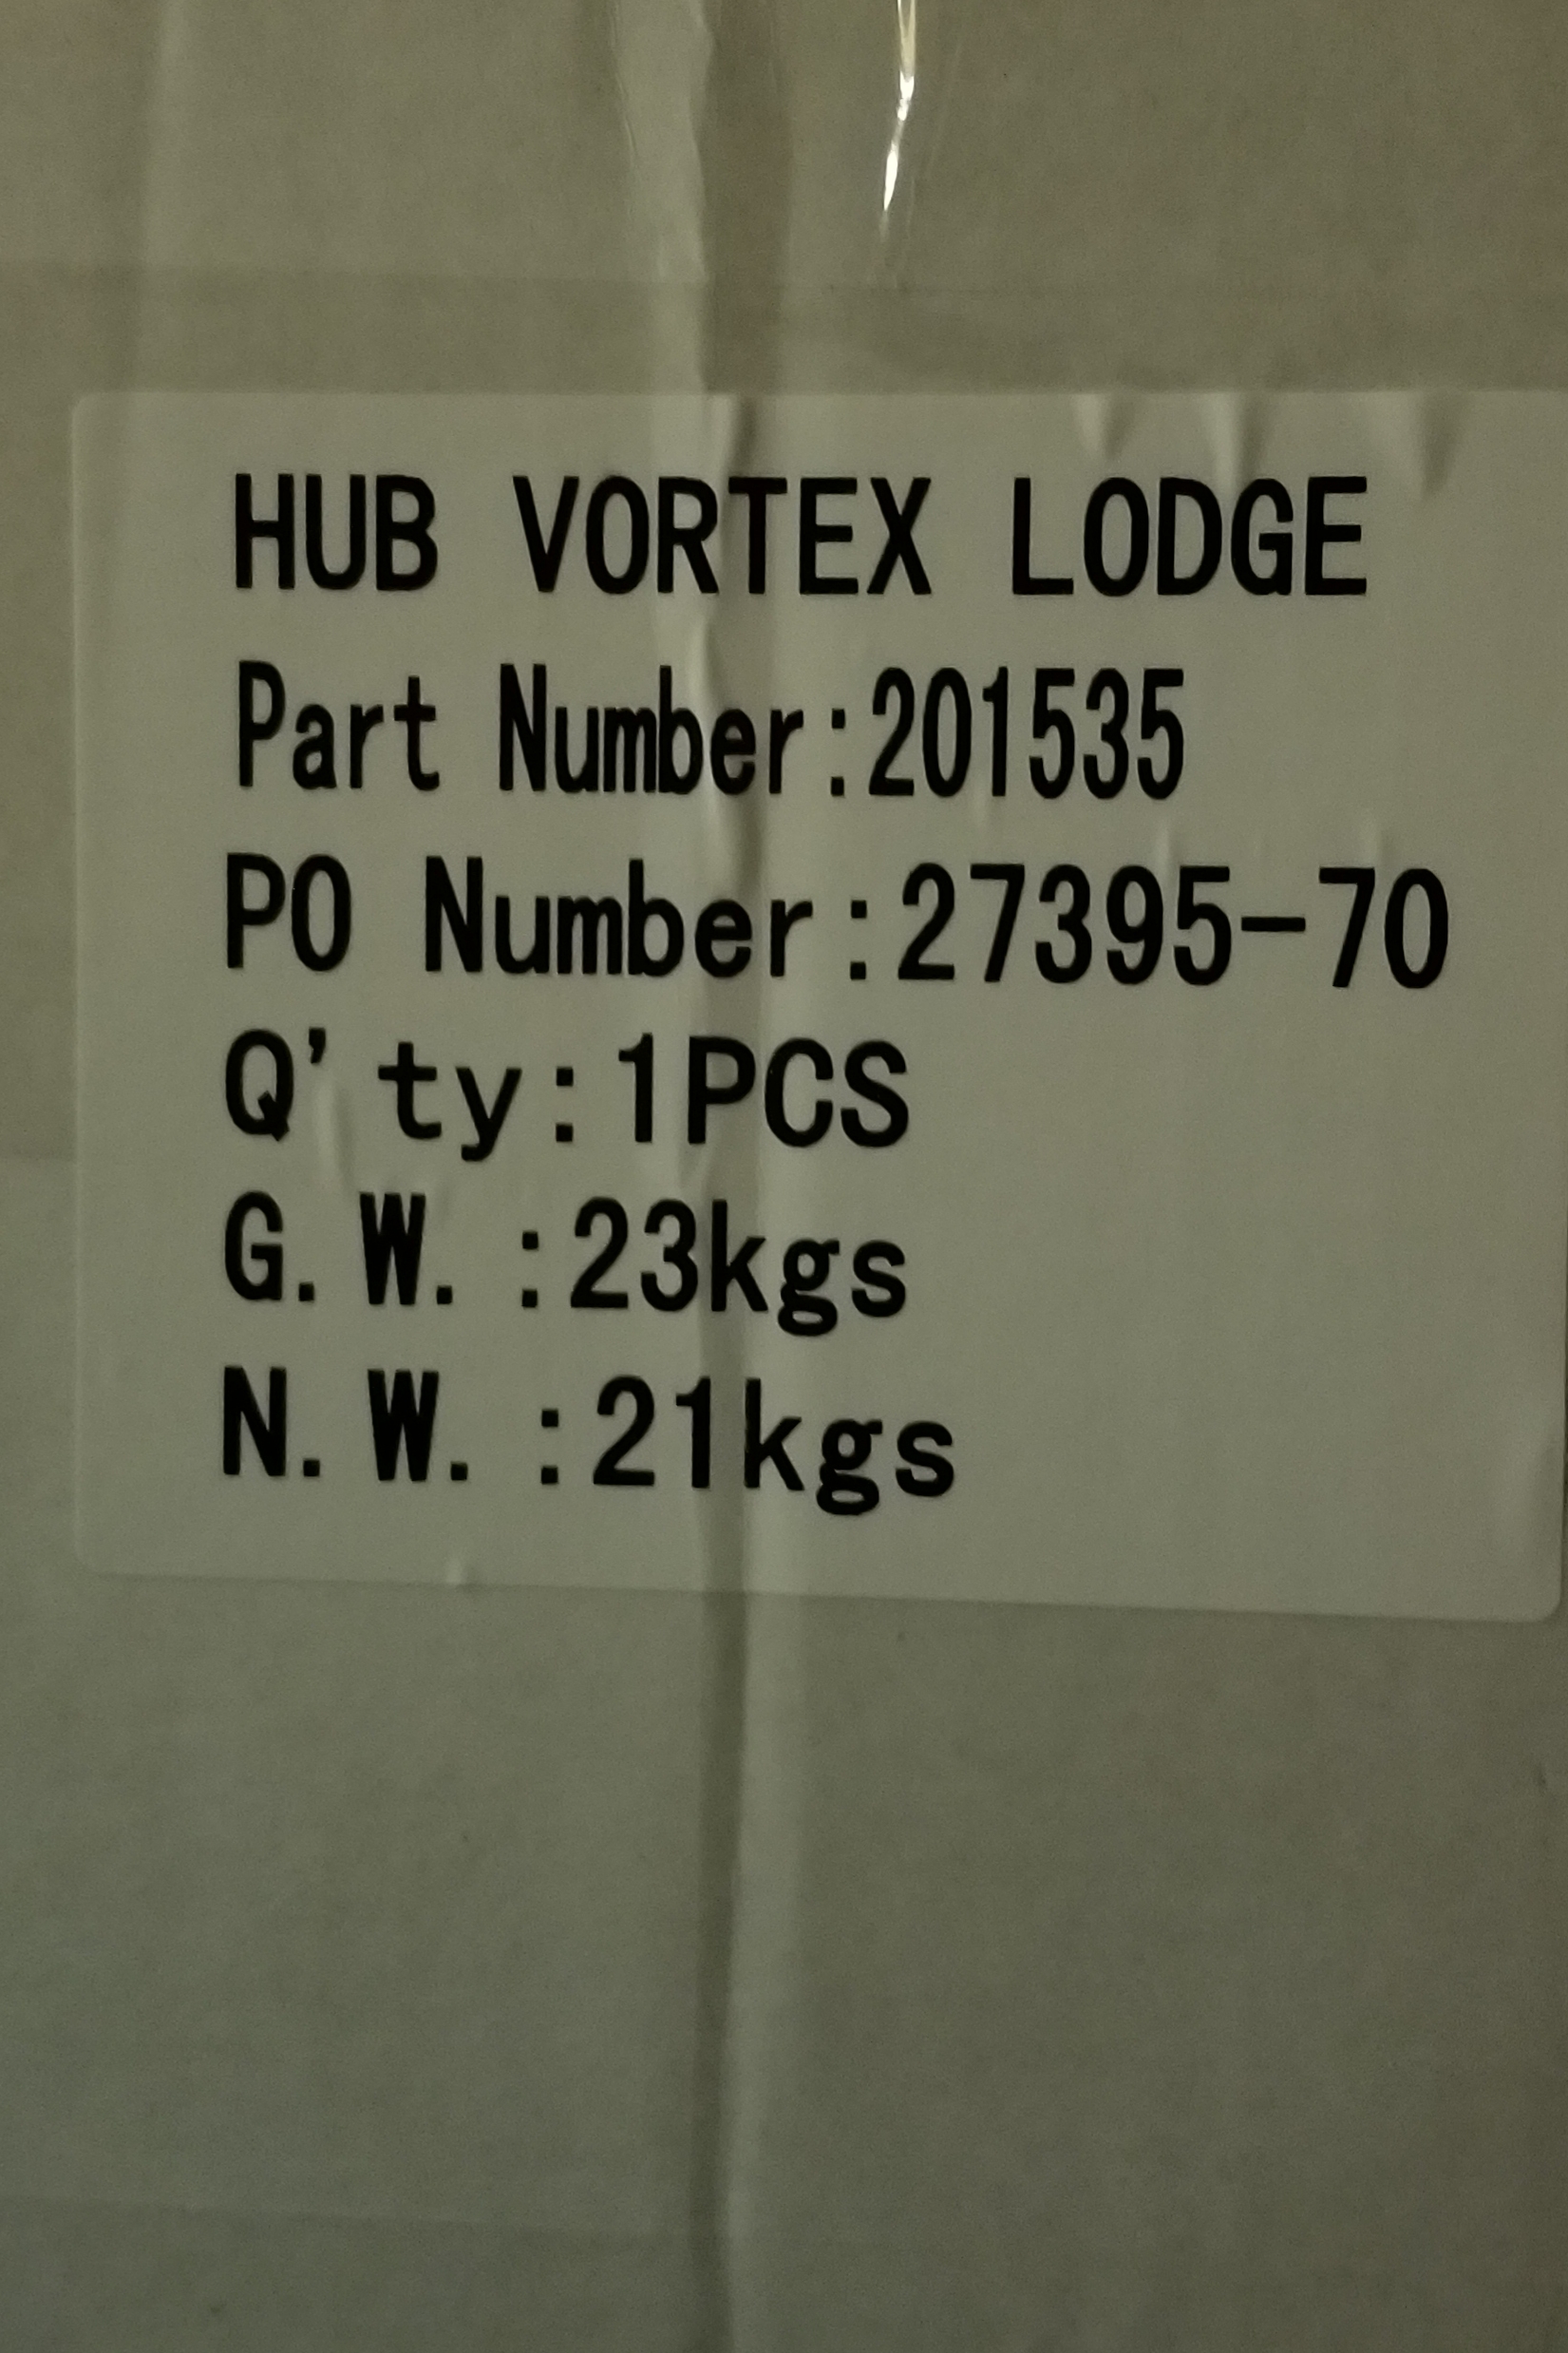 HUB VORTEX LODGE
Part Number:201535
PO Number:27395-70
Q'ty:1PCS
G.W.:23kgs
N.W.:21kgs